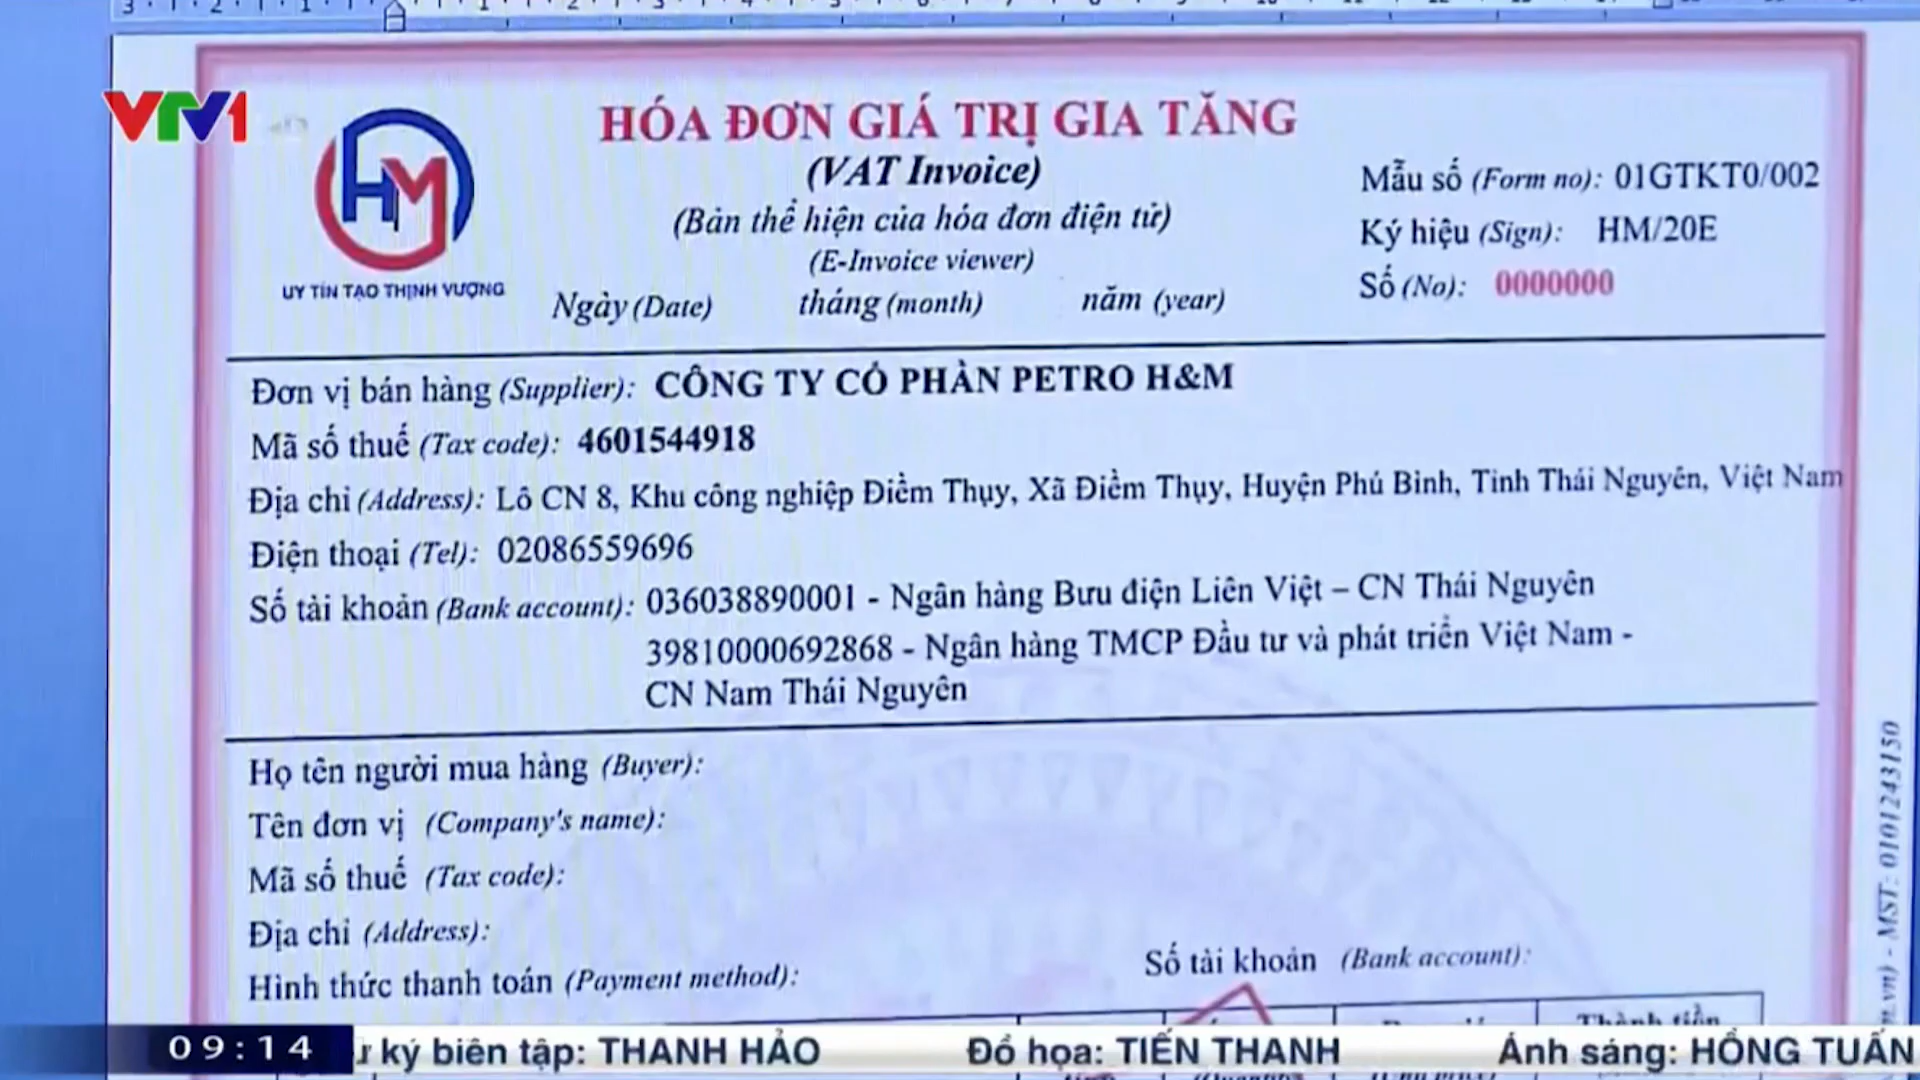 VTV1
HM
UY TÍN TẠO THỊNH VƯỢNG
HÓA ĐƠN GIÁ TRỊ GIA TĂNG
(VAT Invoice)
(Bản thể hiện của hóa đơn điện tử)
(E-Invoice viewer)
Ngày (Date) tháng (month) năm (year)
Mẫu số (Form no): 01GTKT0/002
Ký hiệu (Sign): HM/20E
Số (No): 0000000
Đơn vị bán hàng (Supplier): CÔNG TY CỔ PHẦN PETRO H&M
Mã số thuế (Tax code): 4601544918
Địa chỉ (Address): Lô CN 8, Khu công nghiệp Điềm Thụy, Xã Điềm Thụy, Huyện Phú Bình, Tỉnh Thái Nguyên, Việt Nam
Điện thoại (Tel): 02086559696
Số tài khoản (Bank account): 036038890001 - Ngân hàng Bưu điện Liên Việt – CN Thái Nguyên
39810000692868 - Ngân hàng TMCP Đầu tư và phát triển Việt Nam -
CN Nam Thái Nguyên
Họ tên người mua hàng (Buyer):
Tên đơn vị (Company's name):
Mã số thuế (Tax code):
Địa chỉ (Address):
Hình thức thanh toán (Payment method):
Số tài khoản (Bank account):
Thành tiền
.vn) - MST: 0101243150
09:14
ký biên tập: THANH HẢO Đồ họa: TIẾN THANH Ánh sáng: HỒNG TUẤN